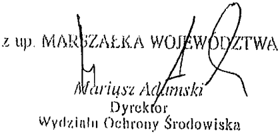 z up. MARSZAŁKA WOJEWÓDZTWA
Mariusz Adamski
Dyrektor
Wydziału Ochrony Środowiska